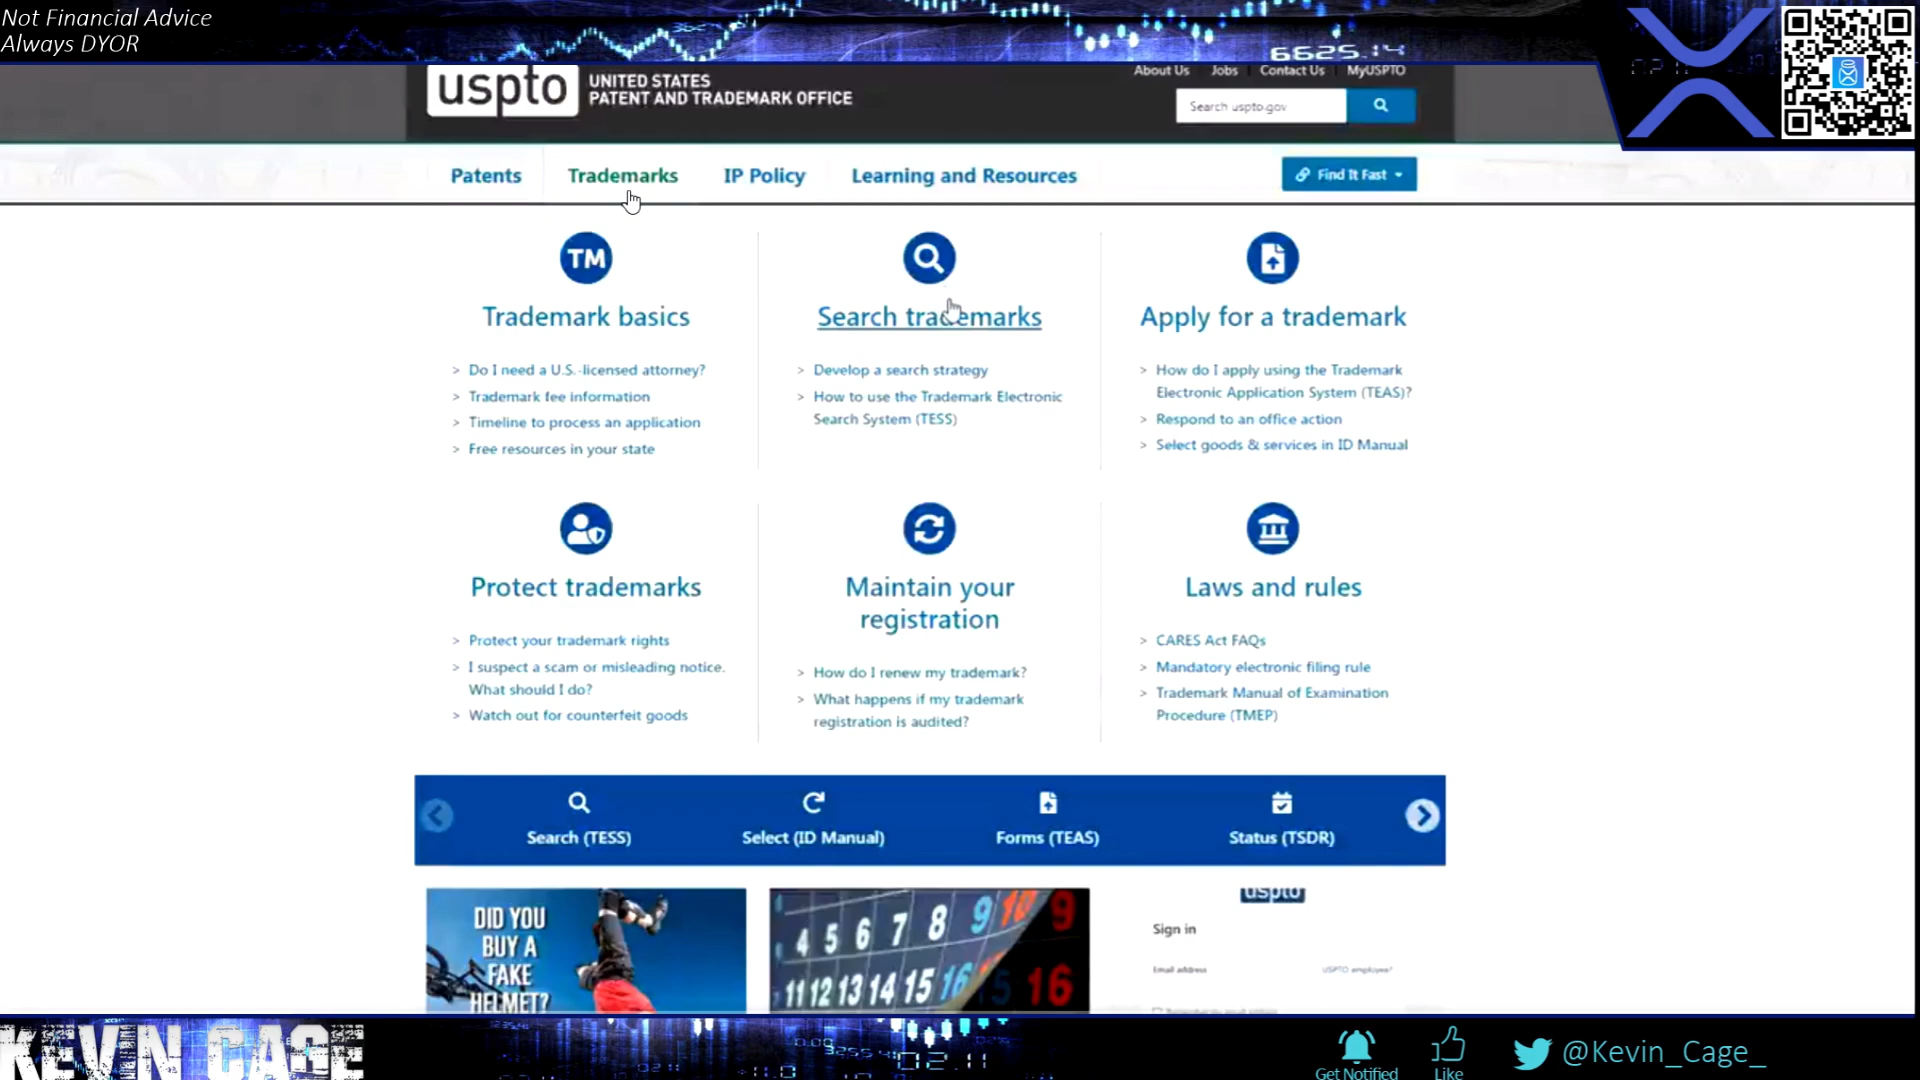 Not Financial Advice
Always DYOR
6625.14
uspto
UNITED STATES
PATENT AND TRADEMARK OFFICE
About Us
Jobs
Contact Us
MyUSPTO
Search uspto.gov
Patents
Trademarks
IP Policy
Learning and Resources
Find It Fast
TM
Trademark basics
> Do I need a U.S.-licensed attorney?
> Trademark fee information
> Timeline to process an application
> Free resources in your state
Search trademarks
> Develop a search strategy
> How to use the Trademark Electronic
Search System (TESS)
Apply for a trademark
> How do I apply using the Trademark
Electronic Application System (TEAS)?
> Respond to an office action
> Select goods & services in ID Manual
Protect trademarks
> Protect your trademark rights
> I suspect a scam or misleading notice.
What should I do?
> Watch out for counterfeit goods
Maintain your
registration
> How do I renew my trademark?
> What happens if my trademark
registration is audited?
Laws and rules
> CARES Act FAQs
> Mandatory electronic filing rule
> Trademark Manual of Examination
Procedure (TMEP)
Search (TESS)
Select (ID Manual)
Forms (TEAS)
Status (TSDR)
DID YOU
BUY A
FAKE
HELMET?
4 5 6 7 8 9 10 9
11 12 13 14 15 16 15 16
uspto
Sign in
Email address
USPTO employee?
KEVIN CAGE
02.11
Get Notified
Like
@Kevin_Cage_